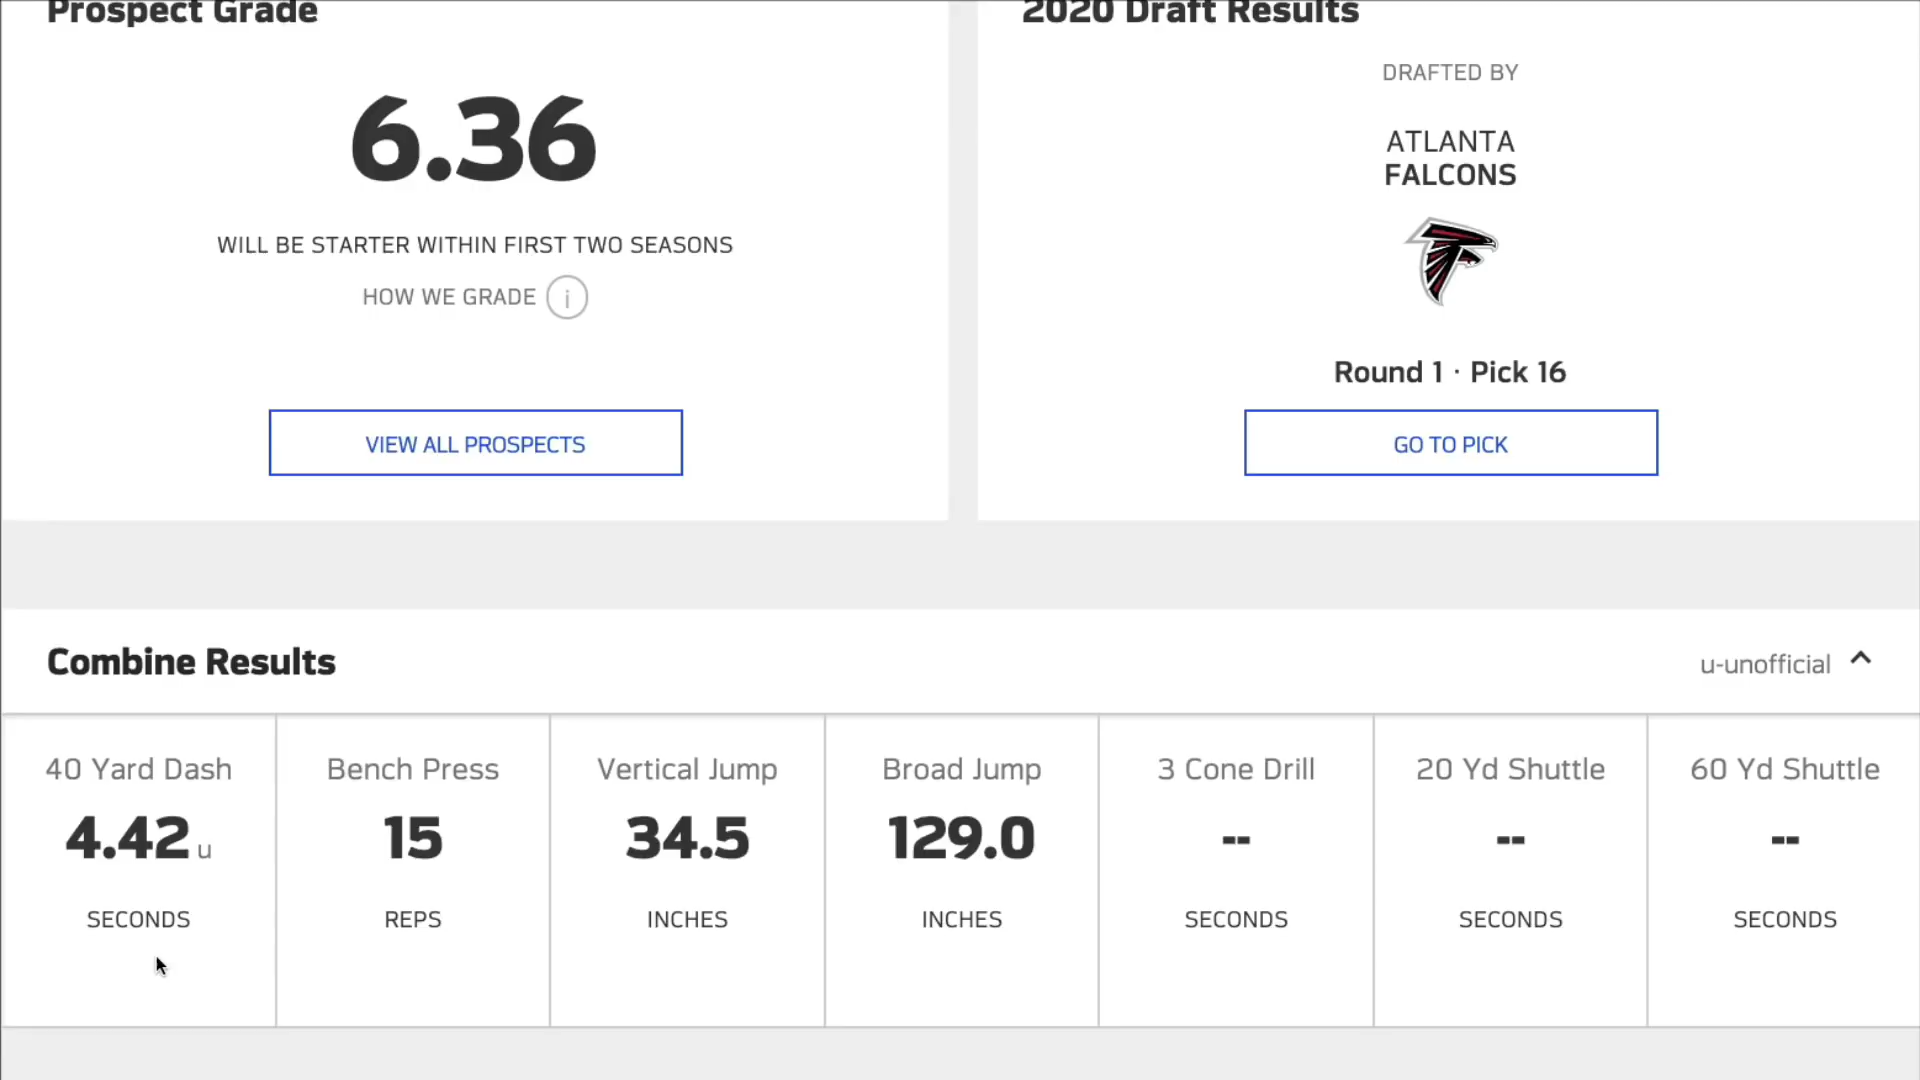 Prospect Grade
6.36
WILL BE STARTER WITHIN FIRST TWO SEASONS
HOW WE GRADE i
VIEW ALL PROSPECTS
2020 Draft Results
DRAFTED BY
ATLANTA
FALCONS
Round 1 · Pick 16
GO TO PICK
Combine Results
u-unofficial
40 Yard Dash
4.42 u
SECONDS
Bench Press
15
REPS
Vertical Jump
34.5
INCHES
Broad Jump
129.0
INCHES
3 Cone Drill
--
SECONDS
20 Yd Shuttle
--
SECONDS
60 Yd Shuttle
--
SECONDS